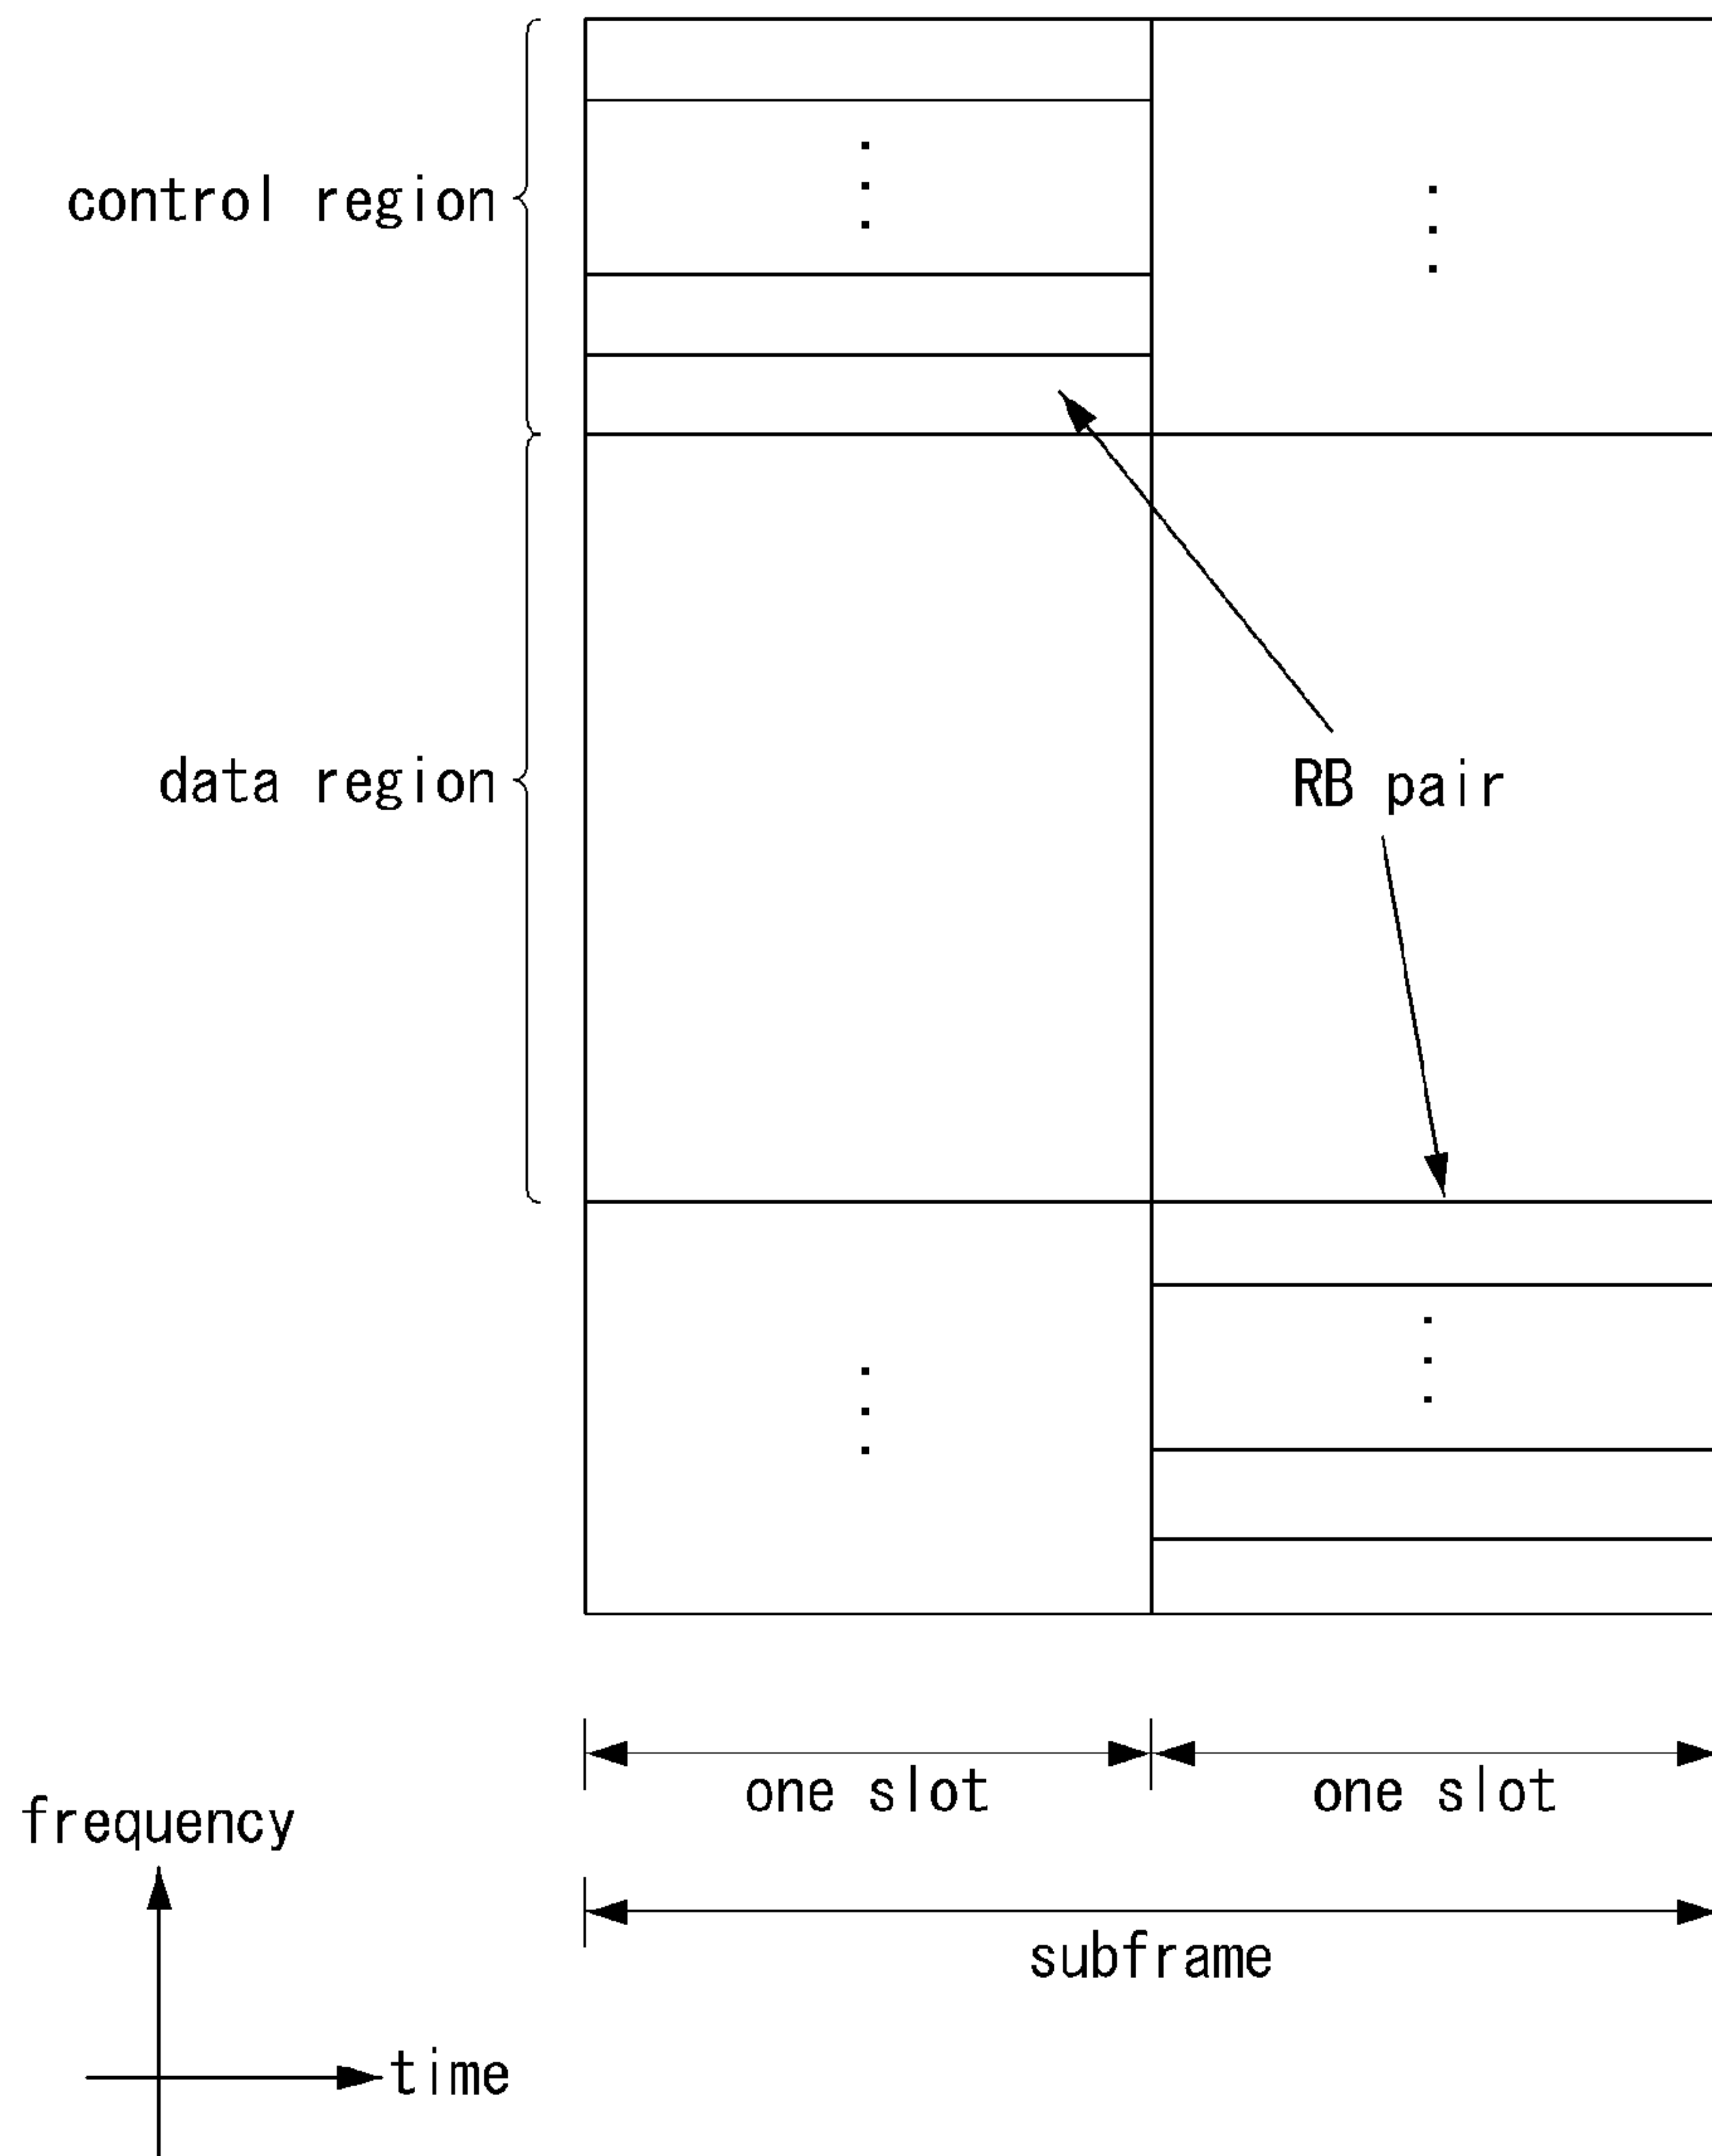 control region
data region
RB pair
one slot
one slot
frequency
subframe
time